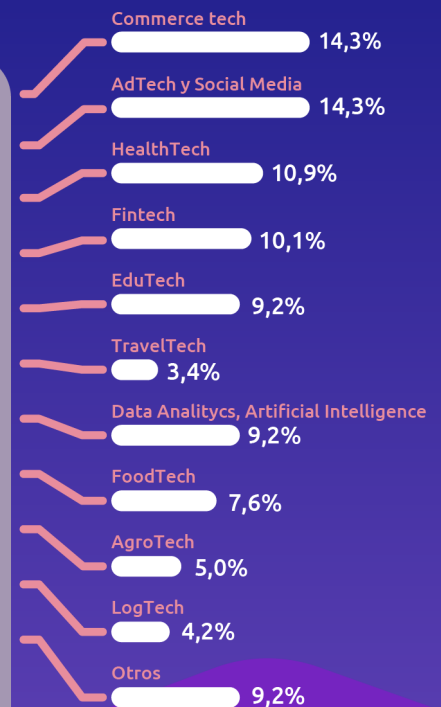 Commerce tech
14,3%
AdTech y Social Media
14,3%
HealthTech
10,9%
Fintech
10,1%
EduTech
9,2%
TravelTech
3,4%
Data Analitycs, Artificial Intelligence
9,2%
FoodTech
7,6%
AgroTech
5,0%
LogTech
4,2%
Otros
9,2%